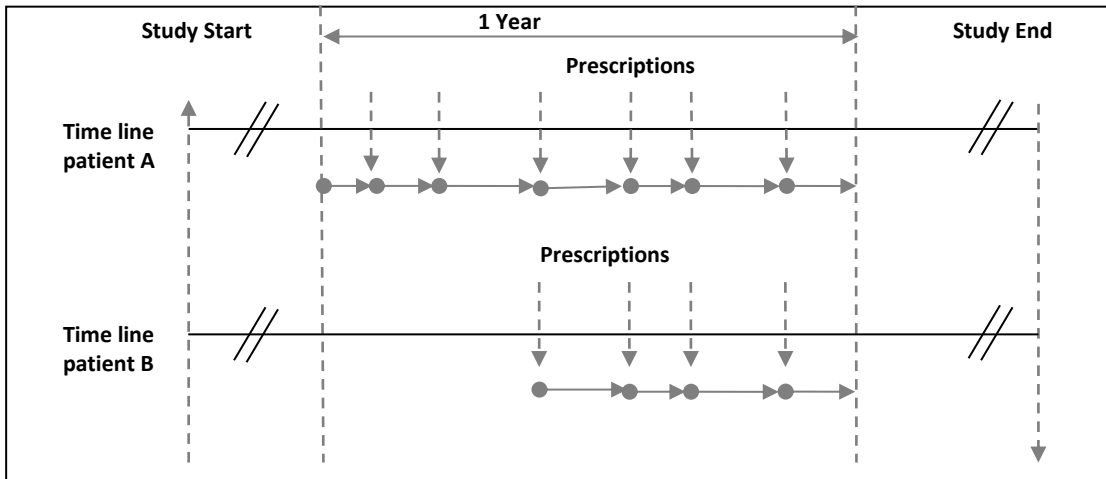 Study Start
1 Year
Study End
Prescriptions
Time line
patient A
Prescriptions
Time line
patient B